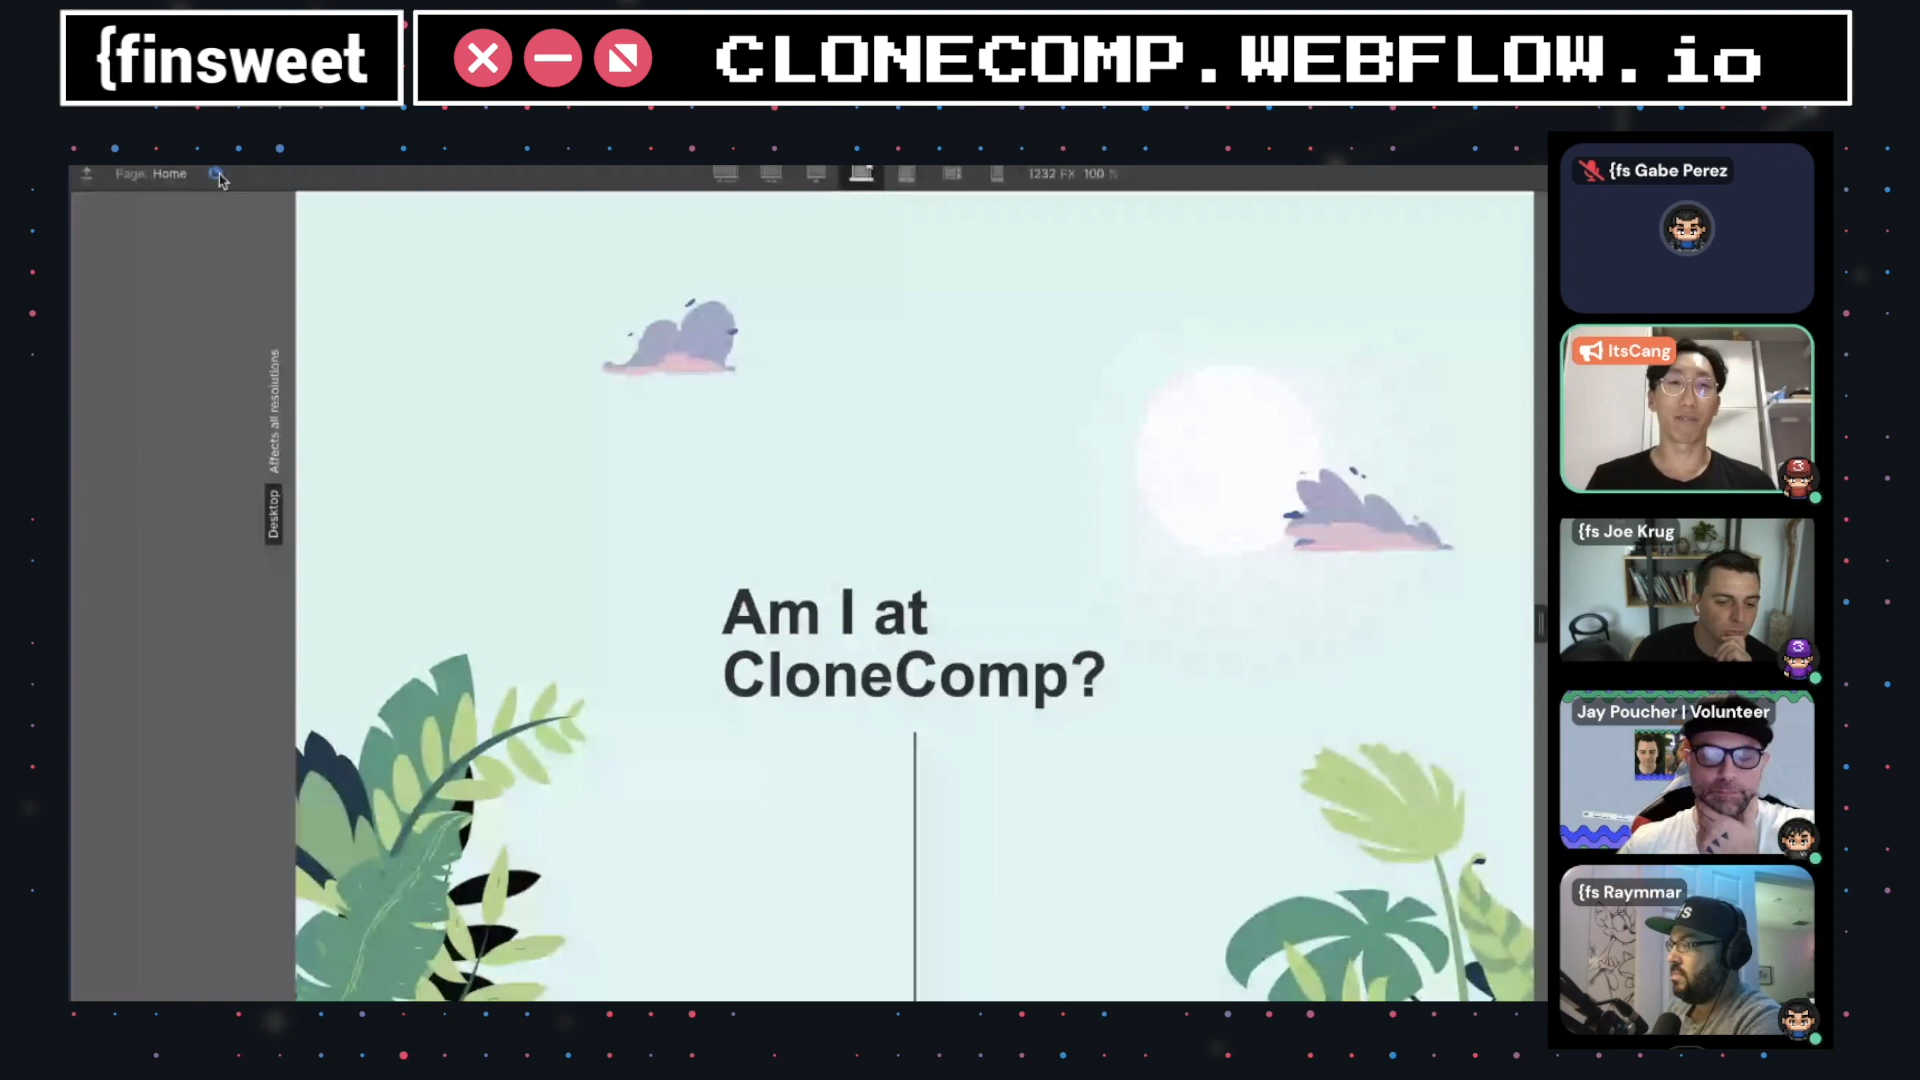 {finsweet
CLONECOMP.WEBFLOW.io
Page: Home
1232 PX 100 %
Affects all resolutions
Desktop
Am I at
CloneComp?
{fs Gabe Perez
ItsCang
{fs Joe Krug
Jay Poucher | Volunteer
{fs Raymmar